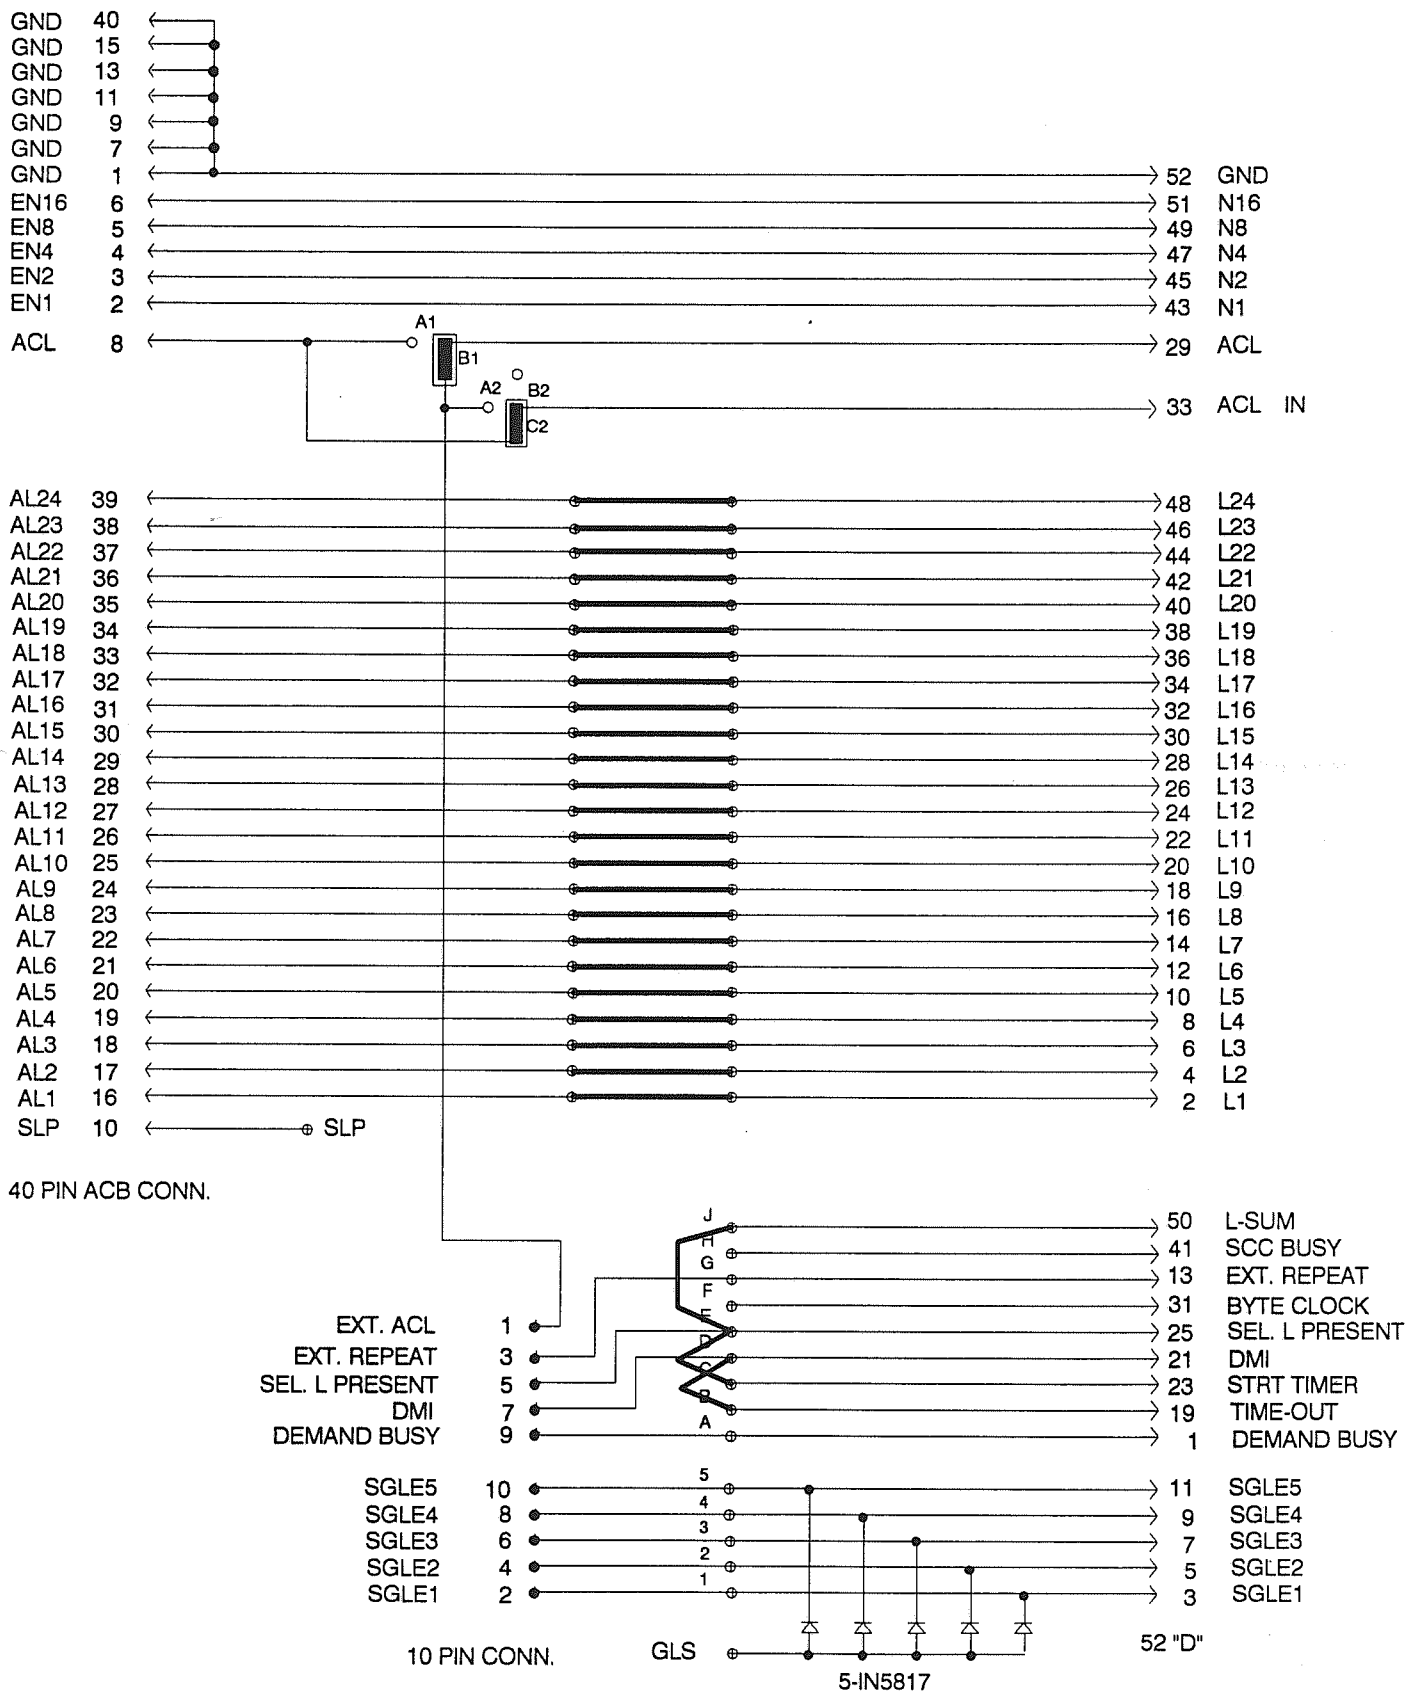 GND 40
GND 15
GND 13
GND 11
GND 9
GND 7
GND 1 52 GND
EN16 6 51 N16
EN8 5 49 N8
EN4 4 47 N4
EN2 3 45 N2
EN1 2 43 N1
A1
ACL 8 B1 29 ACL
A2 B2
33 ACL IN
C2
AL24 39 48 L24
AL23 38 46 L23
AL22 37 44 L22
AL21 36 42 L21
AL20 35 40 L20
AL19 34 38 L19
AL18 33 36 L18
AL17 32 34 L17
AL16 31 32 L16
AL15 30 30 L15
AL14 29 28 L14
AL13 28 26 L13
AL12 27 24 L12
AL11 26 22 L11
AL10 25 20 L10
AL9 24 18 L9
AL8 23 16 L8
AL7 22 14 L7
AL6 21 12 L6
AL5 20 10 L5
AL4 19 8 L4
AL3 18 6 L3
AL2 17 4 L2
AL1 16 2 L1
SLP 10 SLP
40 PIN ACB CONN.
J 50 L-SUM
H 41 SCC BUSY
G 13 EXT. REPEAT
F 31 BYTE CLOCK
EXT. ACL 1 E 25 SEL. L PRESENT
EXT. REPEAT 3 D 21 DMI
SEL. L PRESENT 5 C 23 STRT TIMER
DMI 7 B 19 TIME-OUT
DEMAND BUSY 9 A 1 DEMAND BUSY
SGLE5 10 5 11 SGLE5
SGLE4 8 4 9 SGLE4
SGLE3 6 3 7 SGLE3
SGLE2 4 2 5 SGLE2
SGLE1 2 1 3 SGLE1
10 PIN CONN. GLS 52 "D"
5-IN5817